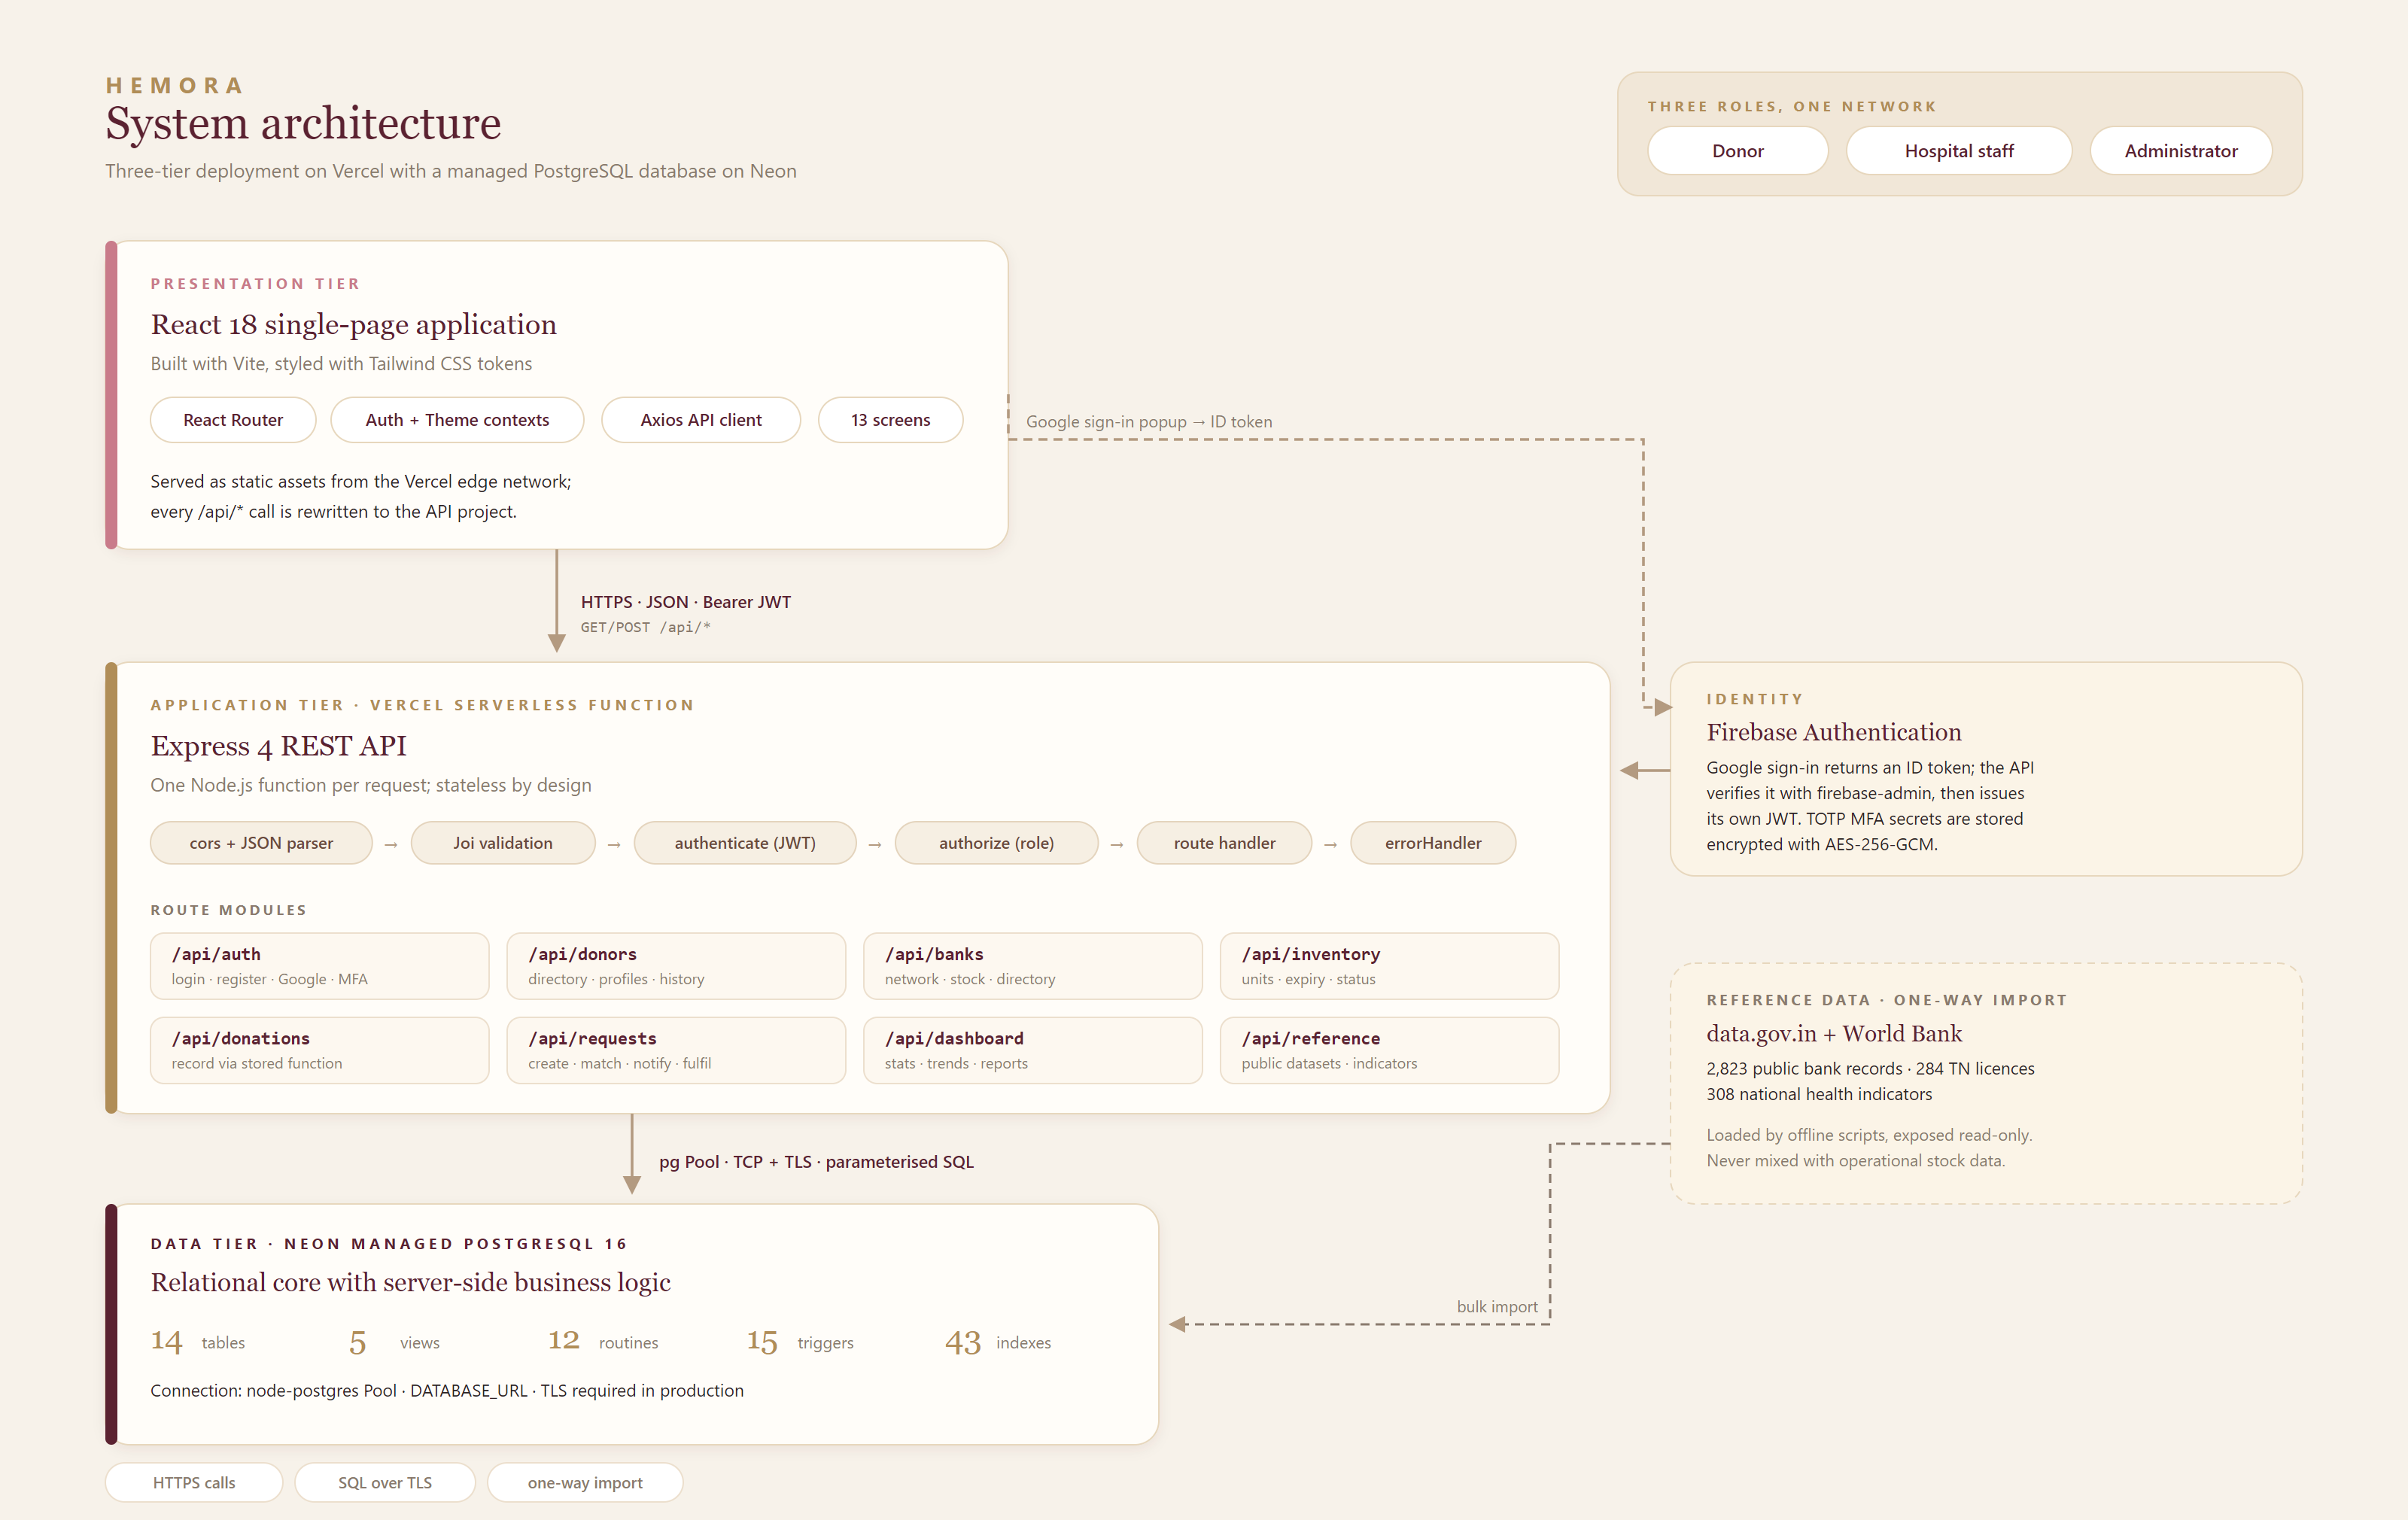 HEMORA
System architecture
Three-tier deployment on Vercel with a managed PostgreSQL database on Neon
THREE ROLES, ONE NETWORK
Donor
Hospital staff
Administrator
PRESENTATION TIER
React 18 single-page application
Built with Vite, styled with Tailwind CSS tokens
React Router
Auth + Theme contexts
Axios API client
13 screens
Served as static assets from the Vercel edge network;
every /api/* call is rewritten to the API project.
Google sign-in popup → ID token
HTTPS · JSON · Bearer JWT
GET/POST /api/*
APPLICATION TIER · VERCEL SERVERLESS FUNCTION
Express 4 REST API
One Node.js function per request; stateless by design
cors + JSON parser → Joi validation → authenticate (JWT) → authorize (role) → route handler → errorHandler
ROUTE MODULES
/api/auth
login · register · Google · MFA
/api/donors
directory · profiles · history
/api/banks
network · stock · directory
/api/inventory
units · expiry · status
/api/donations
record via stored function
/api/requests
create · match · notify · fulfil
/api/dashboard
stats · trends · reports
/api/reference
public datasets · indicators
IDENTITY
Firebase Authentication
Google sign-in returns an ID token; the API
verifies it with firebase-admin, then issues
its own JWT. TOTP MFA secrets are stored
encrypted with AES-256-GCM.
REFERENCE DATA · ONE-WAY IMPORT
data.gov.in + World Bank
2,823 public bank records · 284 TN licences
308 national health indicators
Loaded by offline scripts, exposed read-only.
Never mixed with operational stock data.
pg Pool · TCP + TLS · parameterised SQL
bulk import
DATA TIER · NEON MANAGED POSTGRESQL 16
Relational core with server-side business logic
14 tables
5 views
12 routines
15 triggers
43 indexes
Connection: node-postgres Pool · DATABASE_URL · TLS required in production
HTTPS calls
SQL over TLS
one-way import